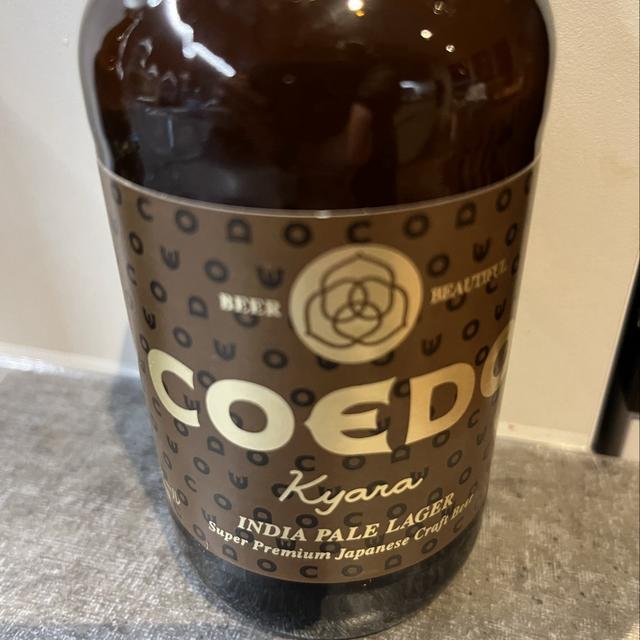 BEER BEAUTIFUL
COEDO
Kyara
INDIA PALE LAGER
Super Premium Japanese Craft Beer